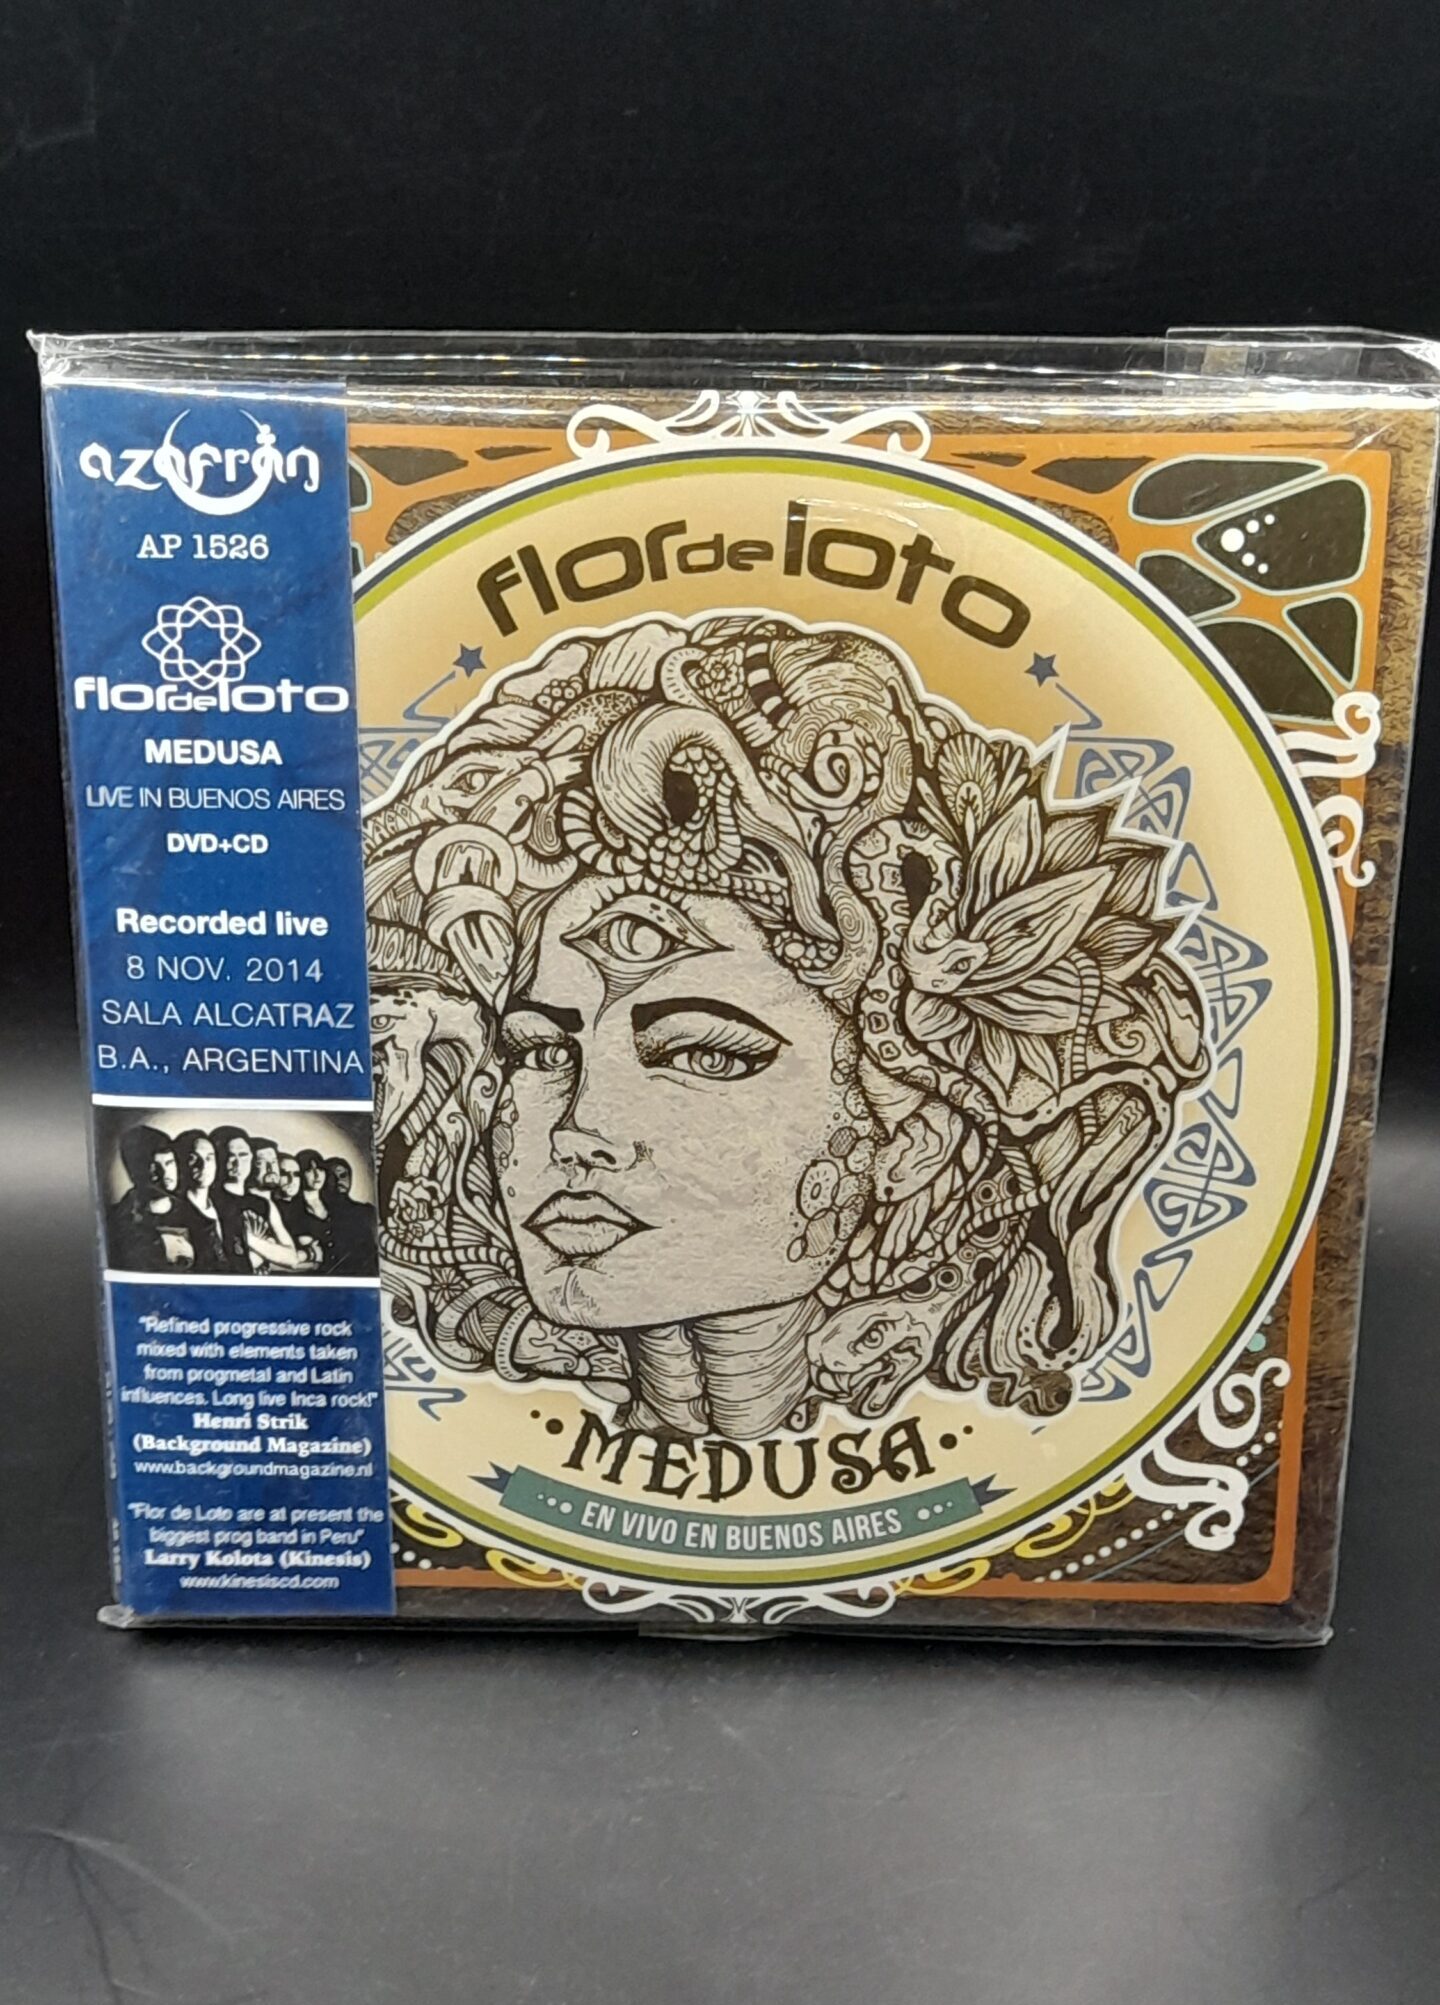 azafrán
AP 1526
flordeloto
MEDUSA
LIVE IN BUENOS AIRES
DVD+CD
Recorded live
8 NOV. 2014
SALA ALCATRAZ
B.A., ARGENTINA
"Refined progressive rock
mixed with elements taken
from progmetal and Latin
influences. Long live Inca rock!"
Henri Strik
(Background Magazine)
www.backgroundmagazine.nl
"Flor de Loto are at present the
biggest prog band in Peru"
Larry Kolota (Kinesis)
www.kinesiscd.com
flordeloto
MEDUSA
EN VIVO EN BUENOS AIRES